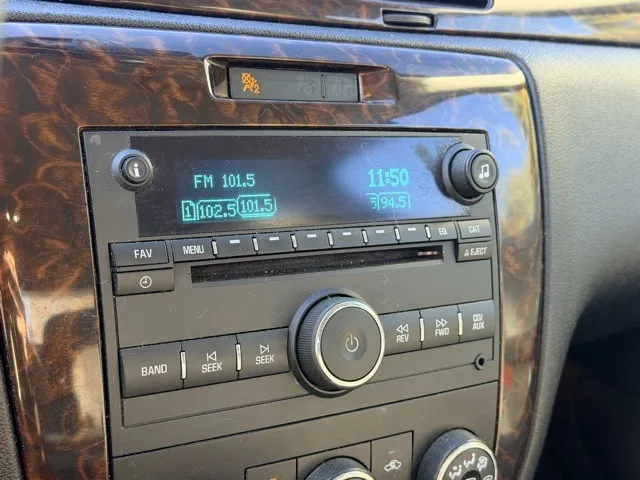 2
FM 101.5 11:50
1 102.5 101.5 94.5
FAV MENU EQ CAT
EJECT
BAND SEEK SEEK REV FWD CD/AUX